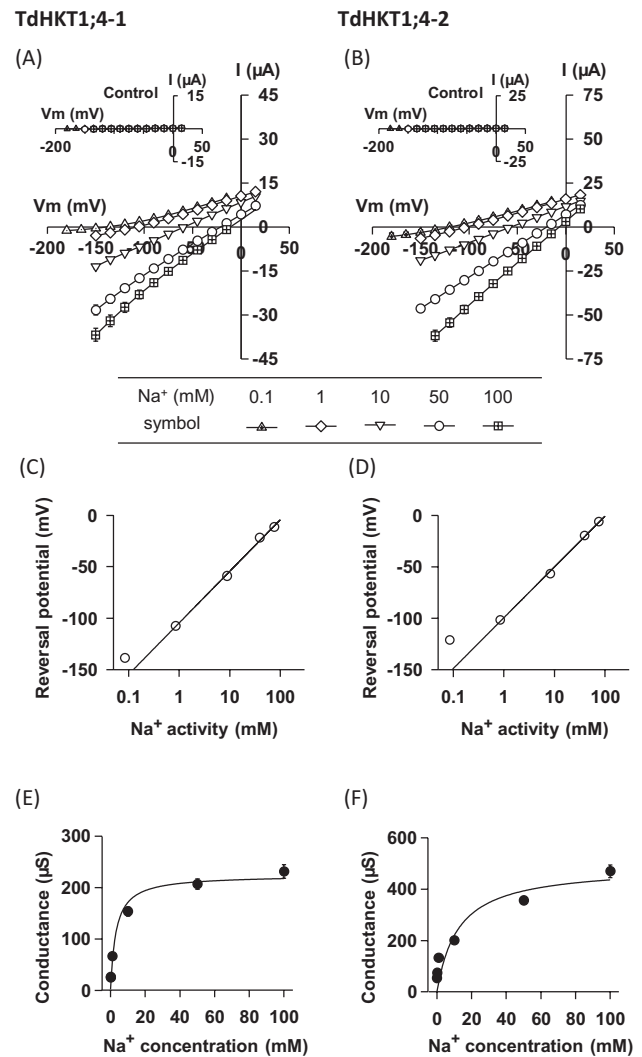 TdHKT1;4-1 TdHKT1;4-2
(A) (B)
I (µA) I (µA)
Control I (µA) Control I (µA)
15 45 25 75
Vm (mV) Vm (mV)
-200 0 50 -200 0 50
-15 30 -25 50
15 25
Vm (mV) 0 Vm (mV) 0
-200 -150 -100 -50 0 50 -200 -150 -100 -50 0 50
-15 -25
-30 -50
-45 -75
Na⁺ (mM) 0.1 1 10 50 100
symbol
(C) (D)
Reversal potential (mV) Reversal potential (mV)
0 0
-50 -50
-100 -100
-150 -150
0.1 1 10 100 0.1 1 10 100
Na⁺ activity (mM) Na⁺ activity (mM)
(E) (F)
Conductance (µS) Conductance (µS)
300 600
200 400
100 200
0 0
0 20 40 60 80 100 0 20 40 60 80 100
Na⁺ concentration (mM) Na⁺ concentration (mM)